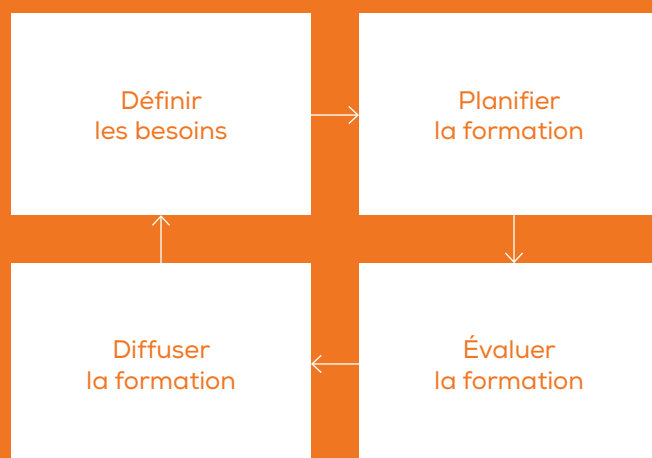 Définir
les besoins
Planifier
la formation
Diffuser
la formation
Évaluer
la formation